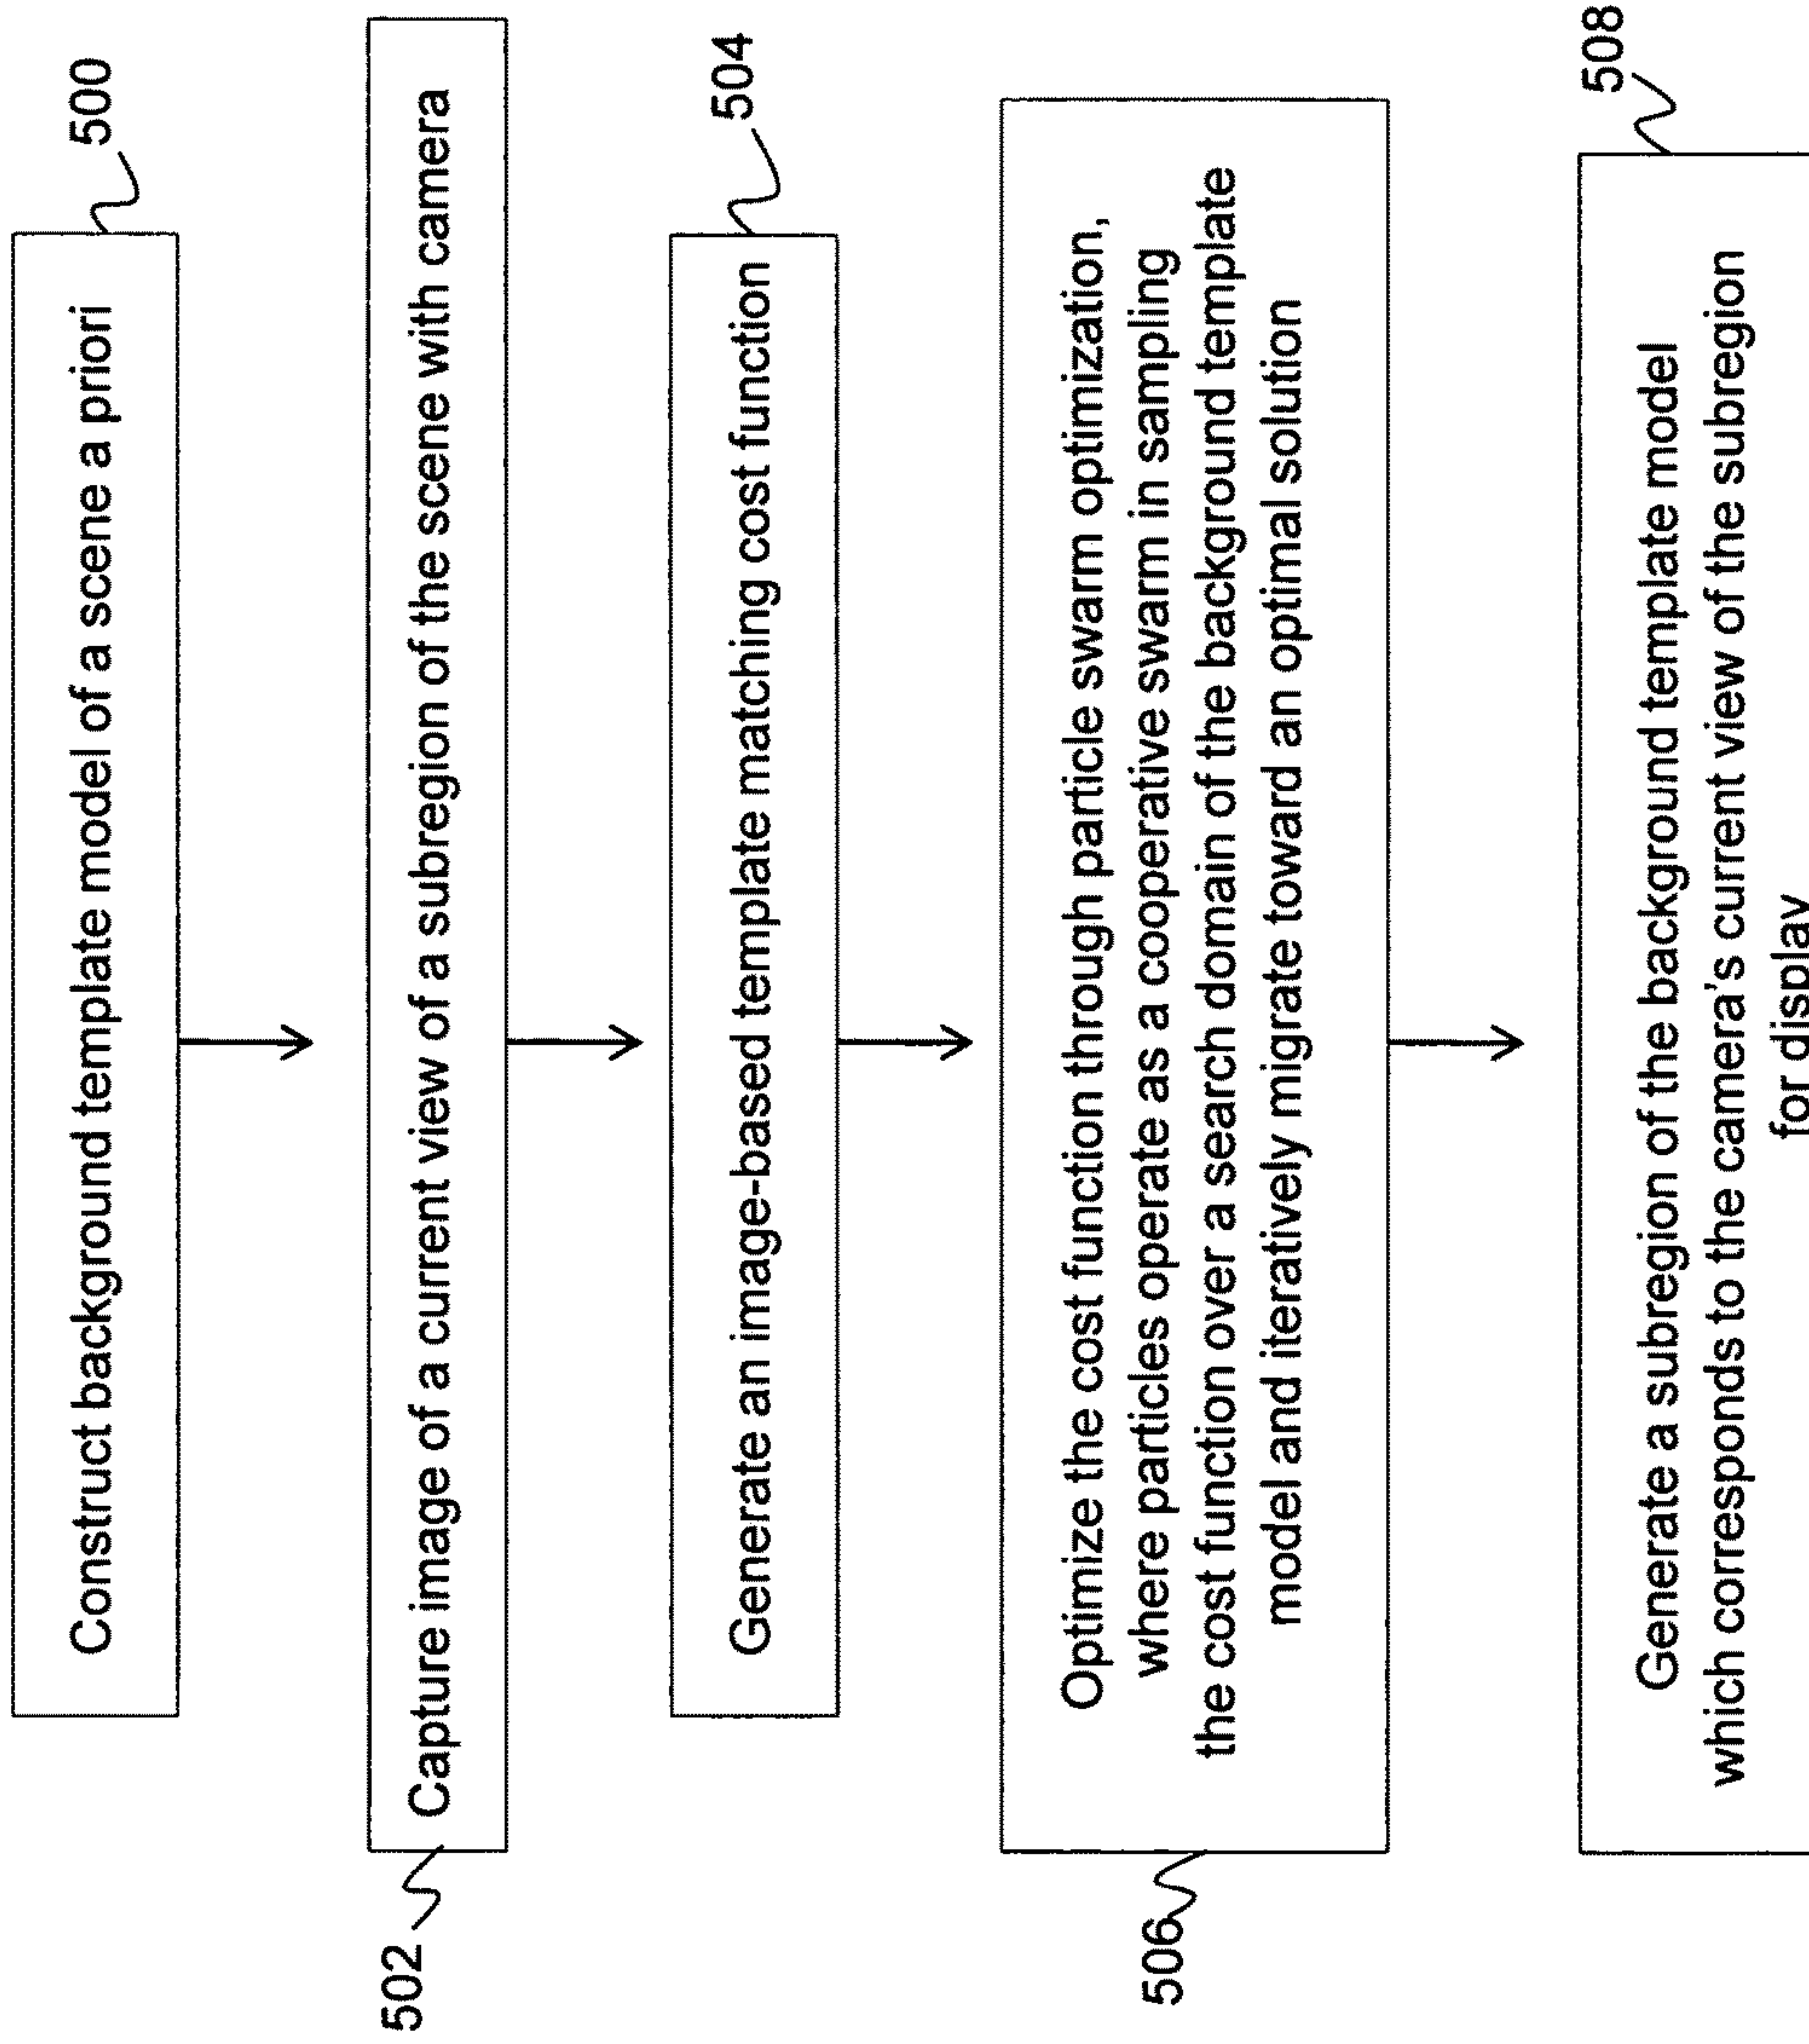 Construct background template model of a scene a priori
500
502
Capture image of a current view of a subregion of the scene with camera
504
Generate an image-based template matching cost function
506
Optimize the cost function through particle swarm optimization,
where particles operate as a cooperative swarm in sampling
the cost function over a search domain of the background template
model and iteratively migrate toward an optimal solution
508
Generate a subregion of the background template model
which corresponds to the camera's current view of the subregion
for display